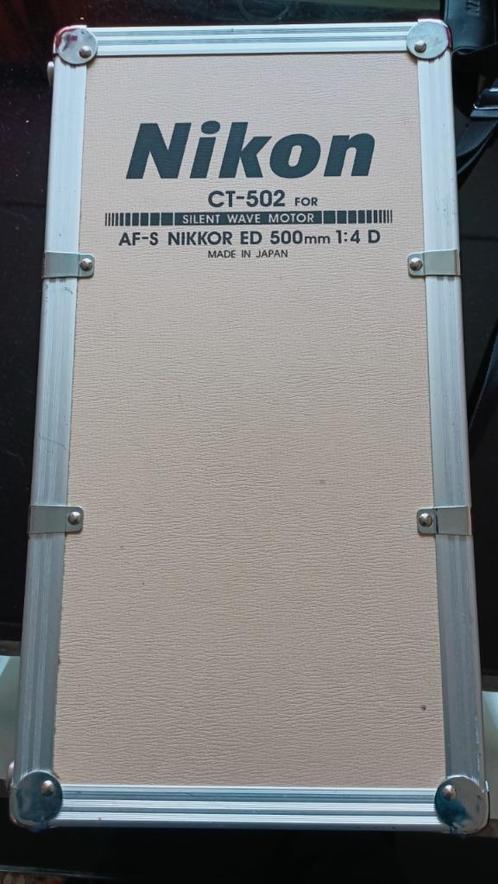 Nikon
CT-502 FOR
SILENT WAVE MOTOR
AF-S NIKKOR ED 500mm 1:4 D
MADE IN JAPAN